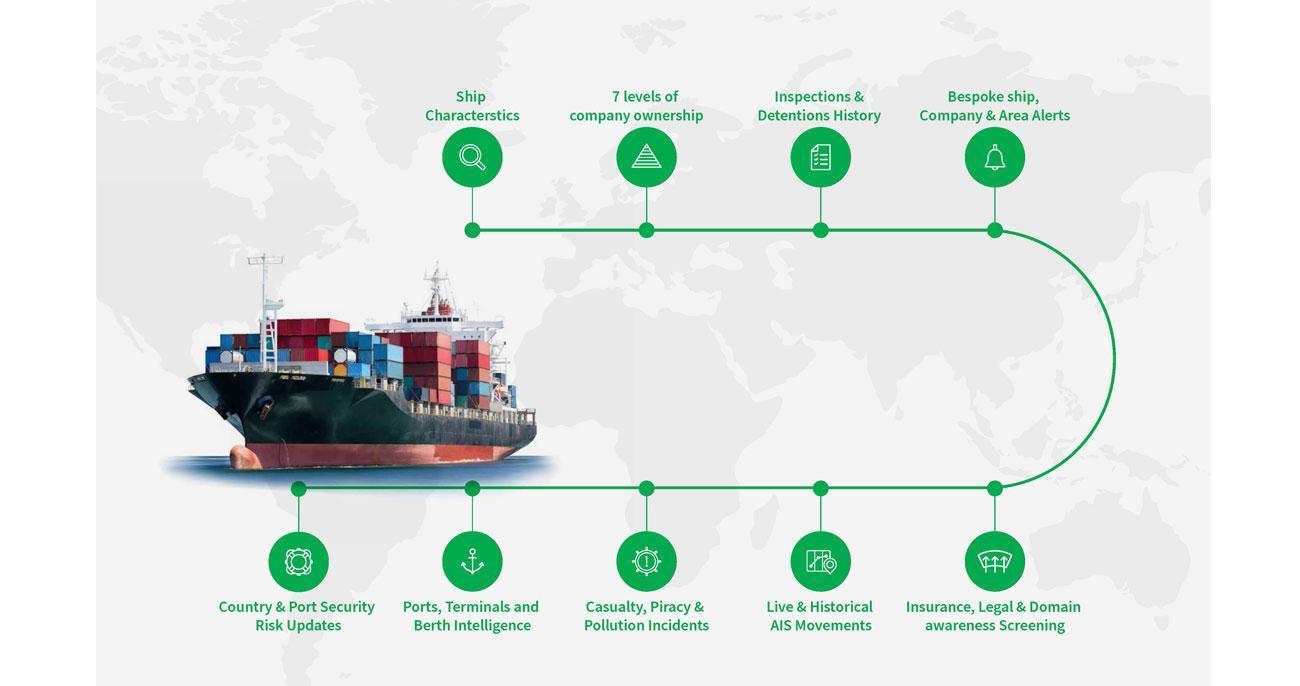 Ship
Characterstics
7 levels of
company ownership
Inspections &
Detentions History
Bespoke ship,
Company & Area Alerts
Country & Port Security
Risk Updates
Ports, Terminals and
Berth Intelligence
Casualty, Piracy &
Pollution Incidents
Live & Historical
AIS Movements
Insurance, Legal & Domain
awareness Screening